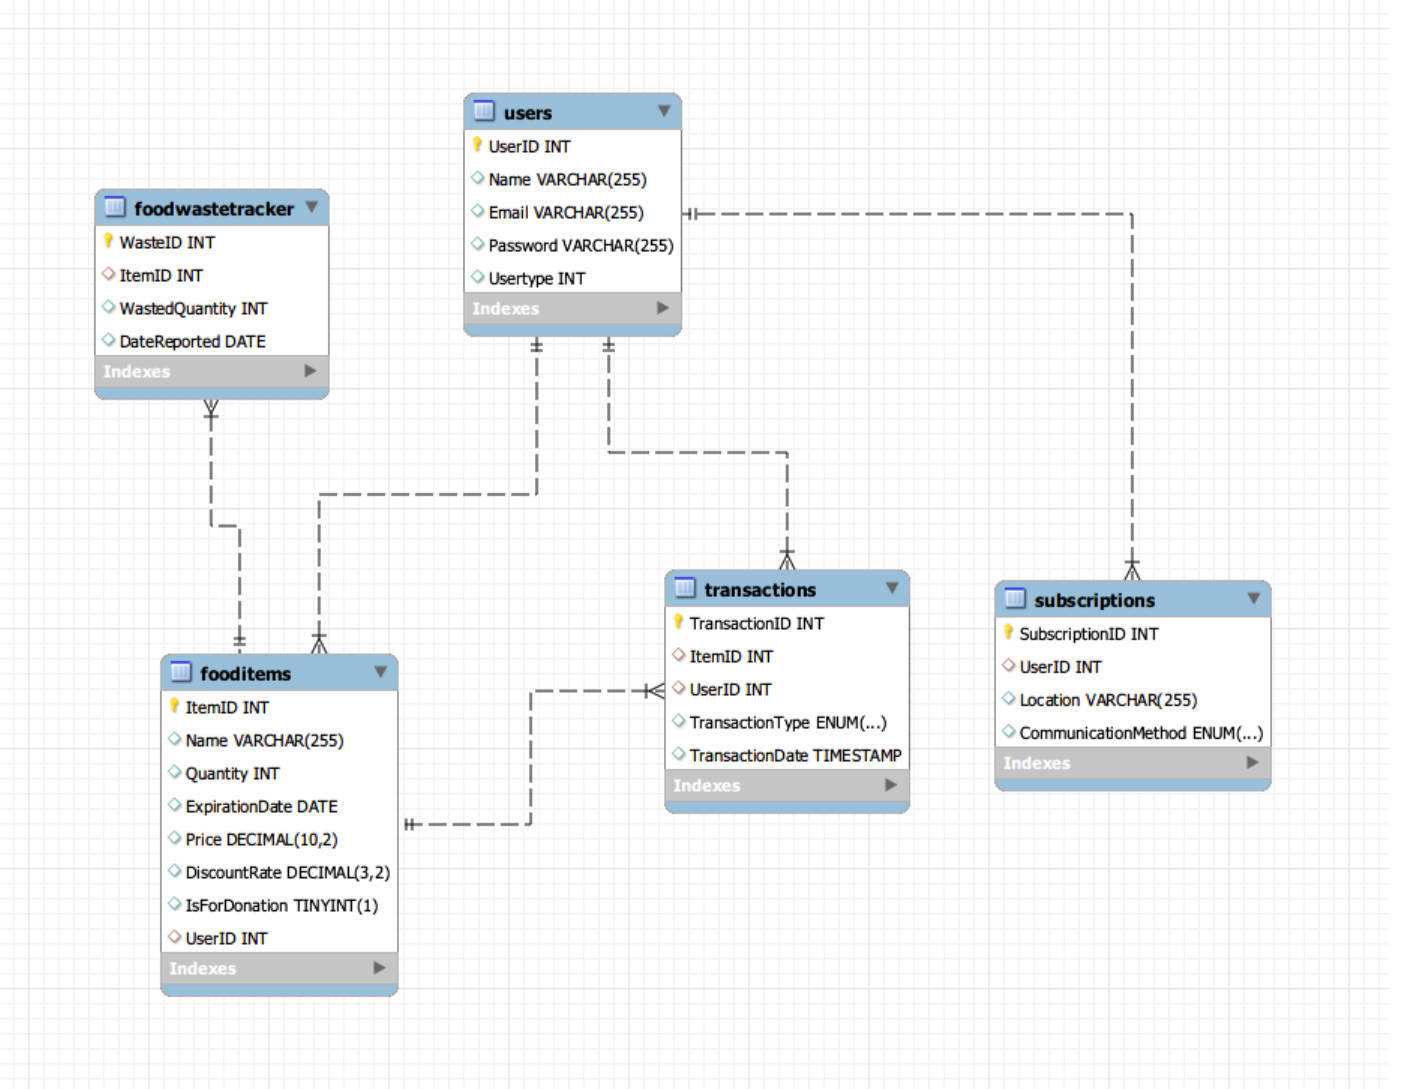 users
UserID INT
Name VARCHAR(255)
Email VARCHAR(255)
Password VARCHAR(255)
Usertype INT
Indexes
foodwastetracker
WasteID INT
ItemID INT
WastedQuantity INT
DateReported DATE
Indexes
fooditems
ItemID INT
Name VARCHAR(255)
Quantity INT
ExpirationDate DATE
Price DECIMAL(10,2)
DiscountRate DECIMAL(3,2)
IsForDonation TINYINT(1)
UserID INT
Indexes
transactions
TransactionID INT
ItemID INT
UserID INT
TransactionType ENUM(...)
TransactionDate TIMESTAMP
Indexes
subscriptions
SubscriptionID INT
UserID INT
Location VARCHAR(255)
CommunicationMethod ENUM(...)
Indexes